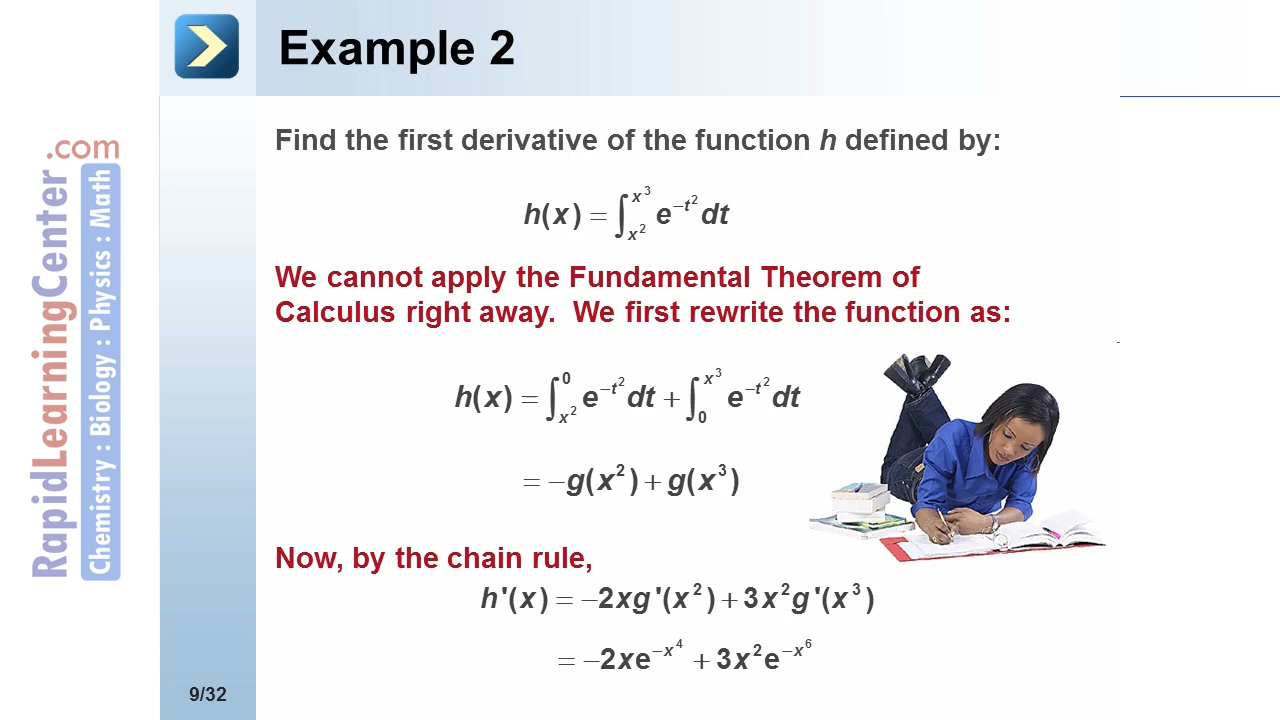 Example 2
Find the first derivative of the function h defined by:
h(x) = ∫_{x²}^{x³} e^{−t²} dt
We cannot apply the Fundamental Theorem of
Calculus right away. We first rewrite the function as:
h(x) = ∫_{x²}^{0} e^{−t²} dt + ∫_{0}^{x³} e^{−t²} dt
= −g(x²) + g(x³)
Now, by the chain rule,
h'(x) = −2xg'(x²) + 3x²g'(x³)
= −2xe^{−x⁴} + 3x²e^{−x⁶}
9/32
RapidLearningCenter.com
Chemistry : Biology : Physics : Math